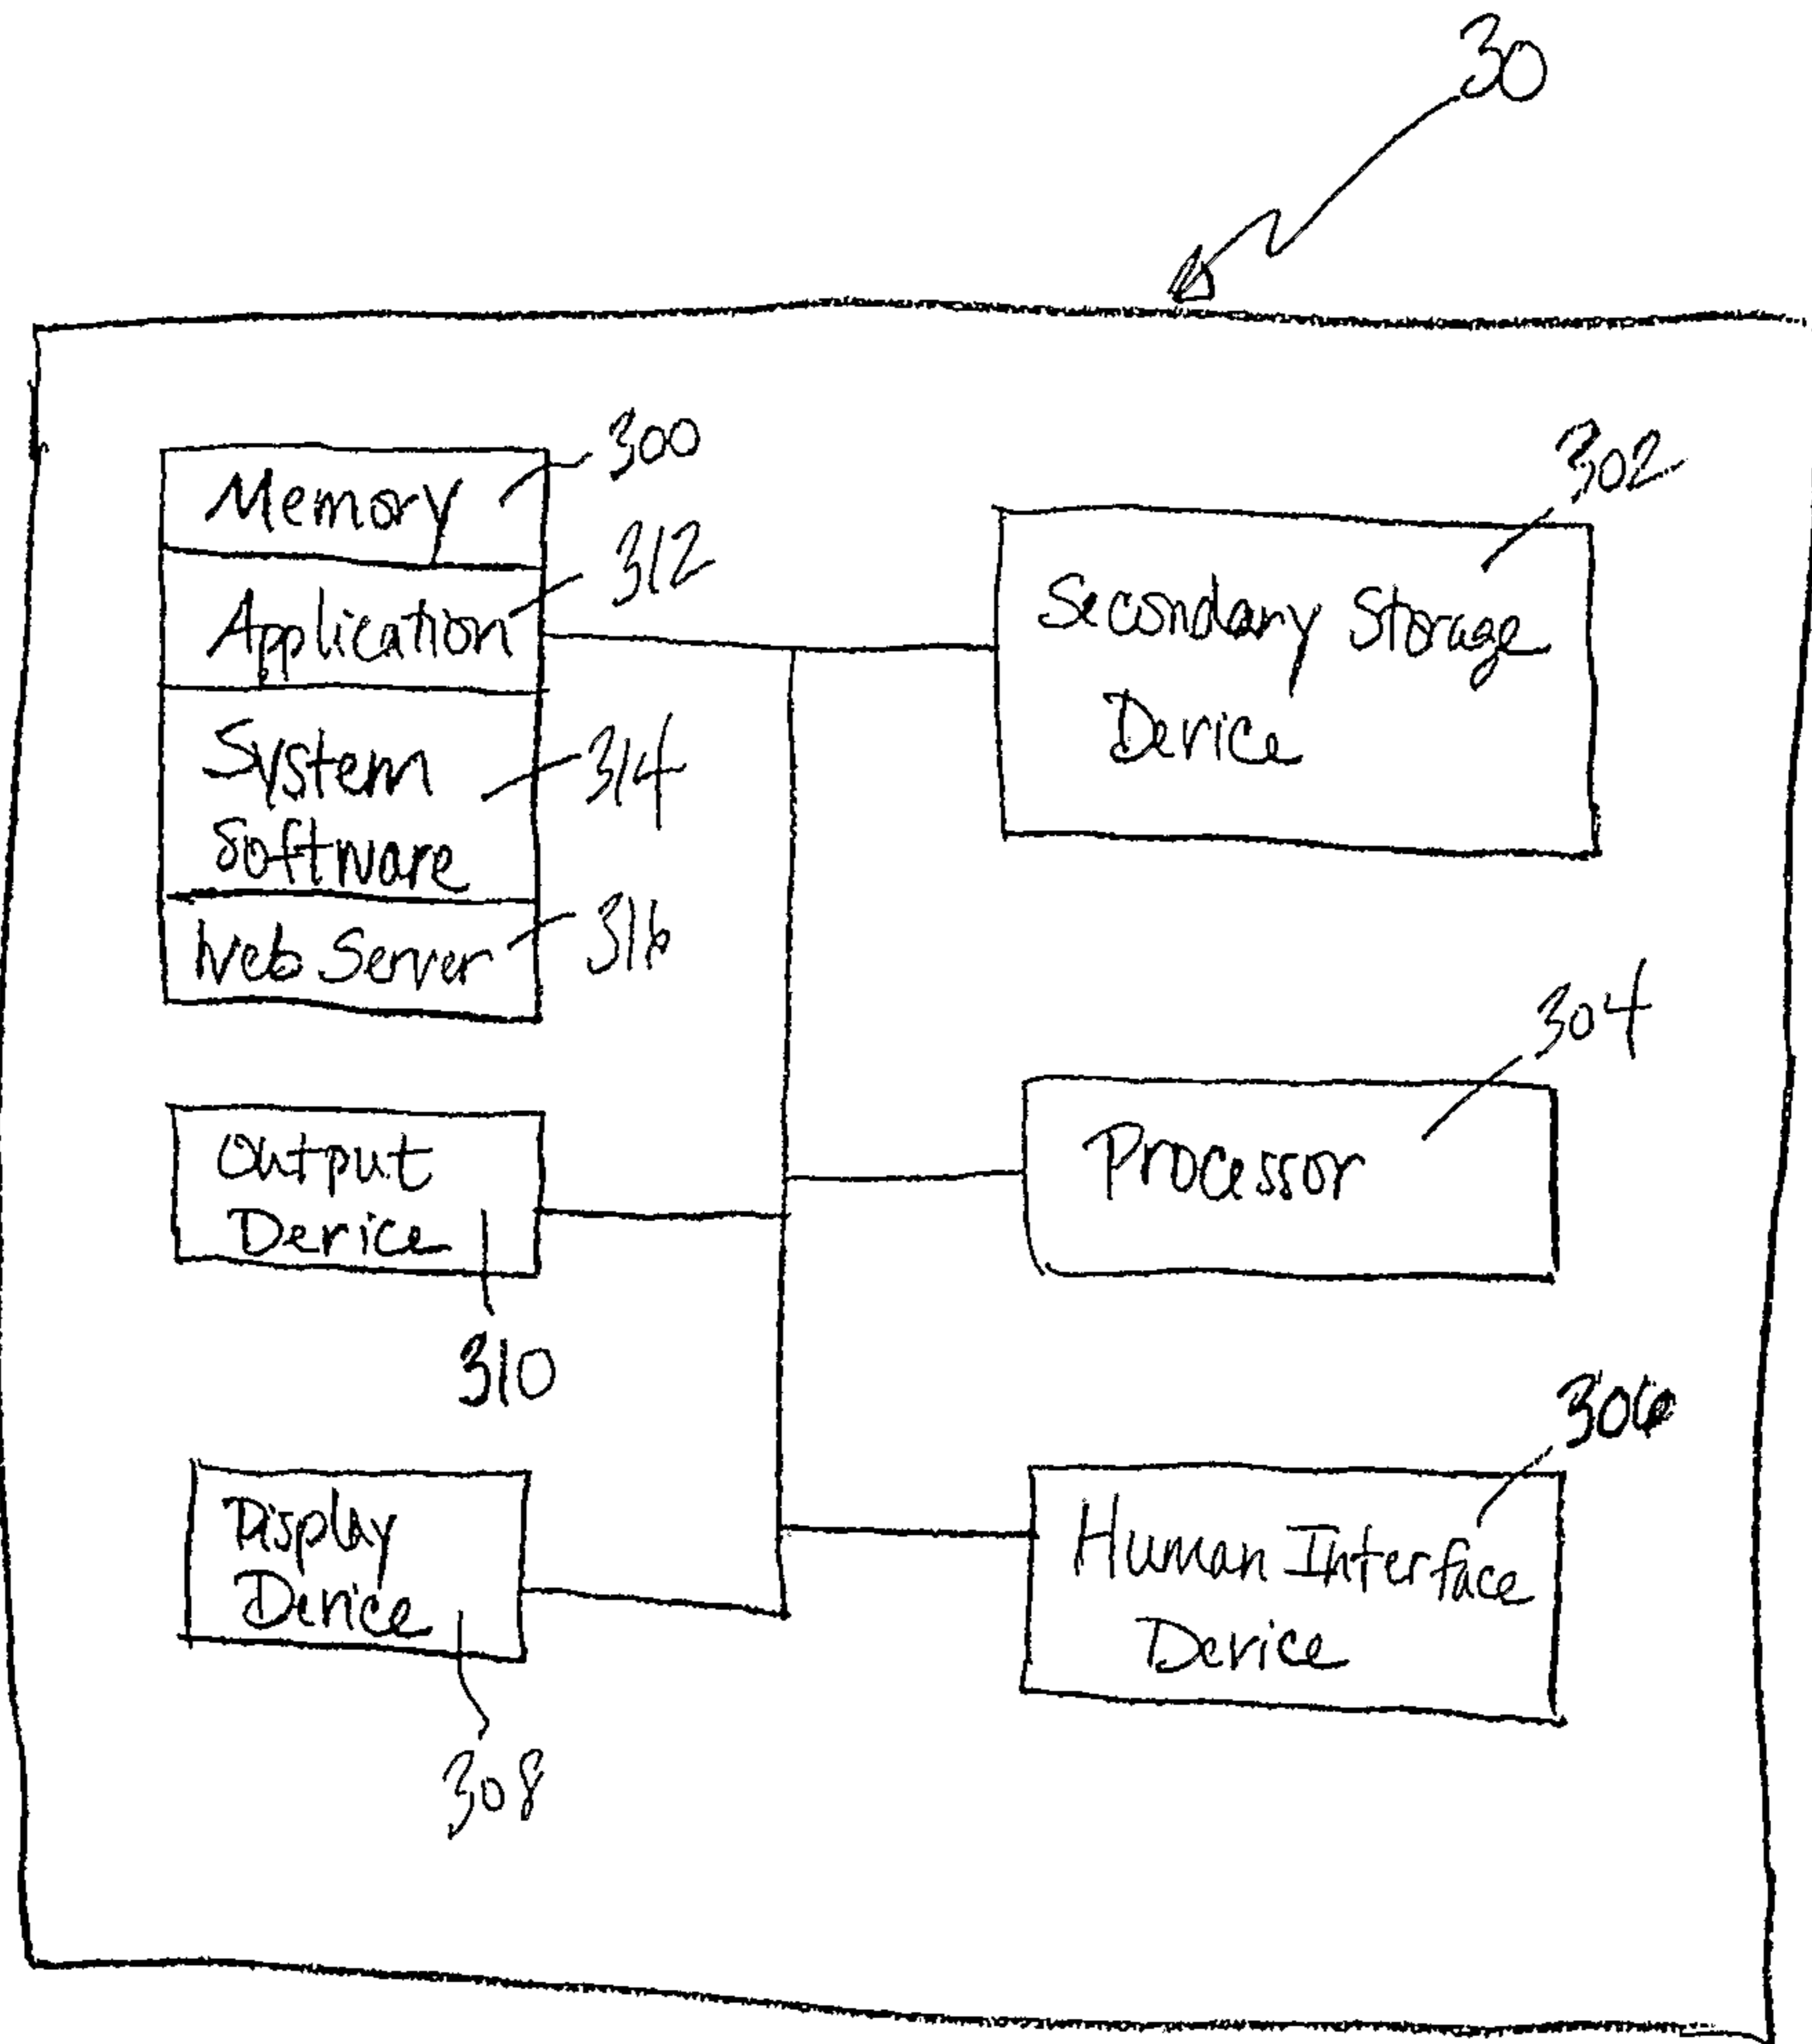 30
Memory
300
Application
312
System
Software
314
Web Server
316
Secondary Storage
Device
302
Output
Device
310
Processor
304
Display
Device
308
Human Interface
Device
306